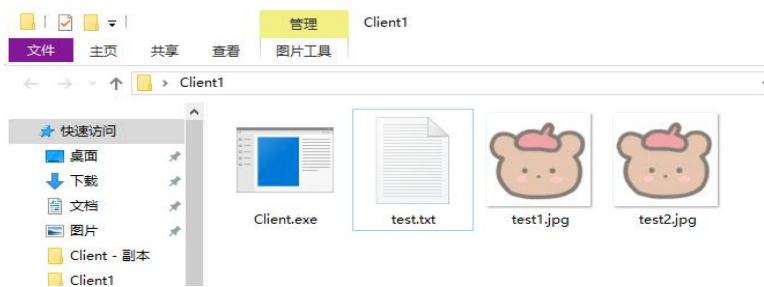 管理 Client1
文件 主页 共享 查看 图片工具
Client1
快速访问
桌面
下载
文档
图片
Client - 副本
Client1
Client.exe test.txt test1.jpg test2.jpg